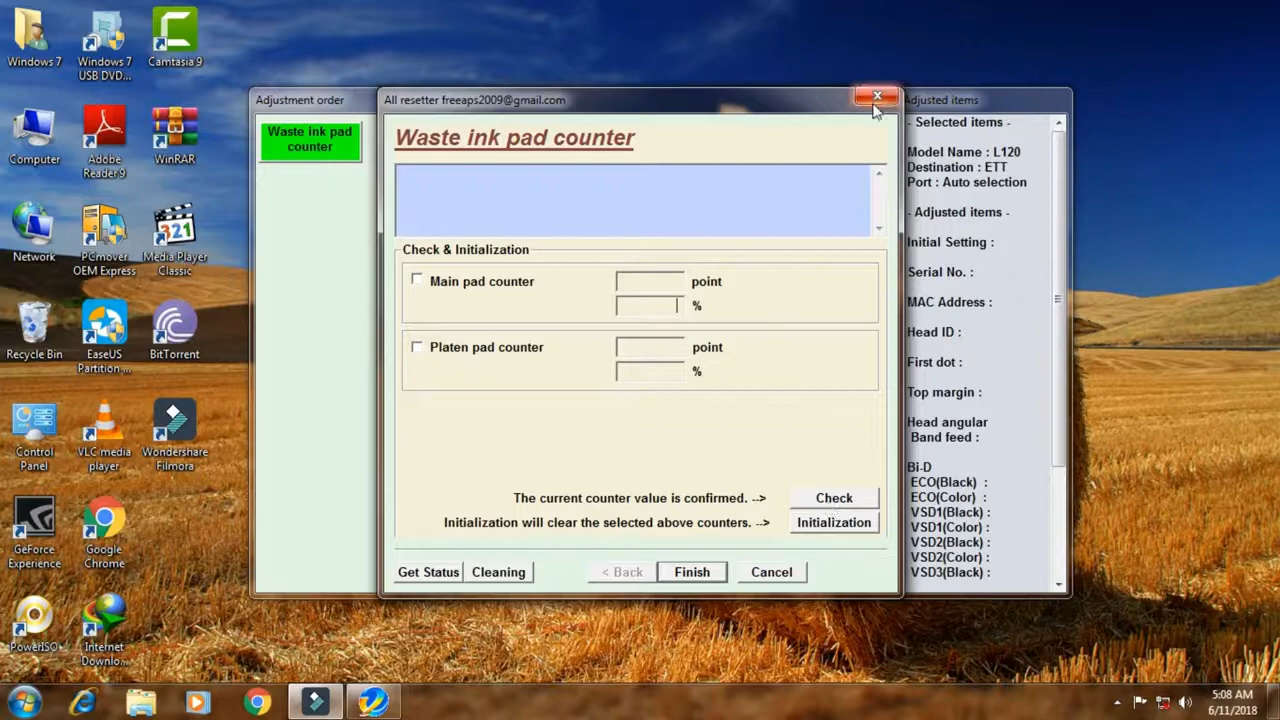 Windows 7
Windows 7
USB DVD...
Camtasia 9
Computer
Adobe
Reader 9
WinRAR
Network
PCmover
OEM Express
321
Media Player
Classic
Recycle Bin
EaseUS
Partition ...
BitTorrent
Control
Panel
VLC media
player
Wondershare
Filmora
GeForce
Experience
Google
Chrome
PowerISO
Internet
Downlo...
Adjustment order
Waste ink pad
counter
All resetter freeaps2009@gmail.com
Waste ink pad counter
Check & Initialization
Main pad counter
point
%
Platen pad counter
point
%
The current counter value is confirmed. -->
Check
Initialization will clear the selected above counters. -->
Initialization
Get Status
Cleaning
< Back
Finish
Cancel
Adjusted items
- Selected items -
Model Name : L120
Destination : ETT
Port : Auto selection
- Adjusted items -
Initial Setting :
Serial No. :
MAC Address :
Head ID :
First dot :
Top margin :
Head angular
Band feed :
Bi-D
ECO(Black) :
ECO(Color) :
VSD1(Black) :
VSD1(Color) :
VSD2(Black) :
VSD2(Color) :
VSD3(Black) :
5:08 AM
6/11/2018